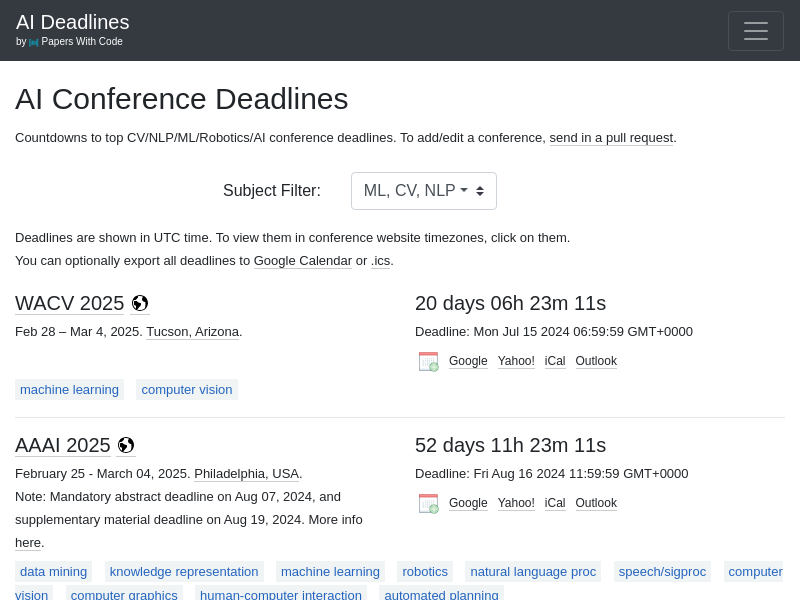 AI Deadlines
by Papers With Code
AI Conference Deadlines
Countdowns to top CV/NLP/ML/Robotics/AI conference deadlines. To add/edit a conference, send in a pull request.
Subject Filter: ML, CV, NLP
Deadlines are shown in UTC time. To view them in conference website timezones, click on them.
You can optionally export all deadlines to Google Calendar or .ics.
WACV 2025
Feb 28 – Mar 4, 2025. Tucson, Arizona.
20 days 06h 23m 11s
Deadline: Mon Jul 15 2024 06:59:59 GMT+0000
Google Yahoo! iCal Outlook
machine learning computer vision
AAAI 2025
February 25 - March 04, 2025. Philadelphia, USA.
Note: Mandatory abstract deadline on Aug 07, 2024, and
supplementary material deadline on Aug 19, 2024. More info
here.
52 days 11h 23m 11s
Deadline: Fri Aug 16 2024 11:59:59 GMT+0000
Google Yahoo! iCal Outlook
data mining knowledge representation machine learning robotics natural language proc speech/sigproc computer
vision computer graphics human-computer interaction automated planning